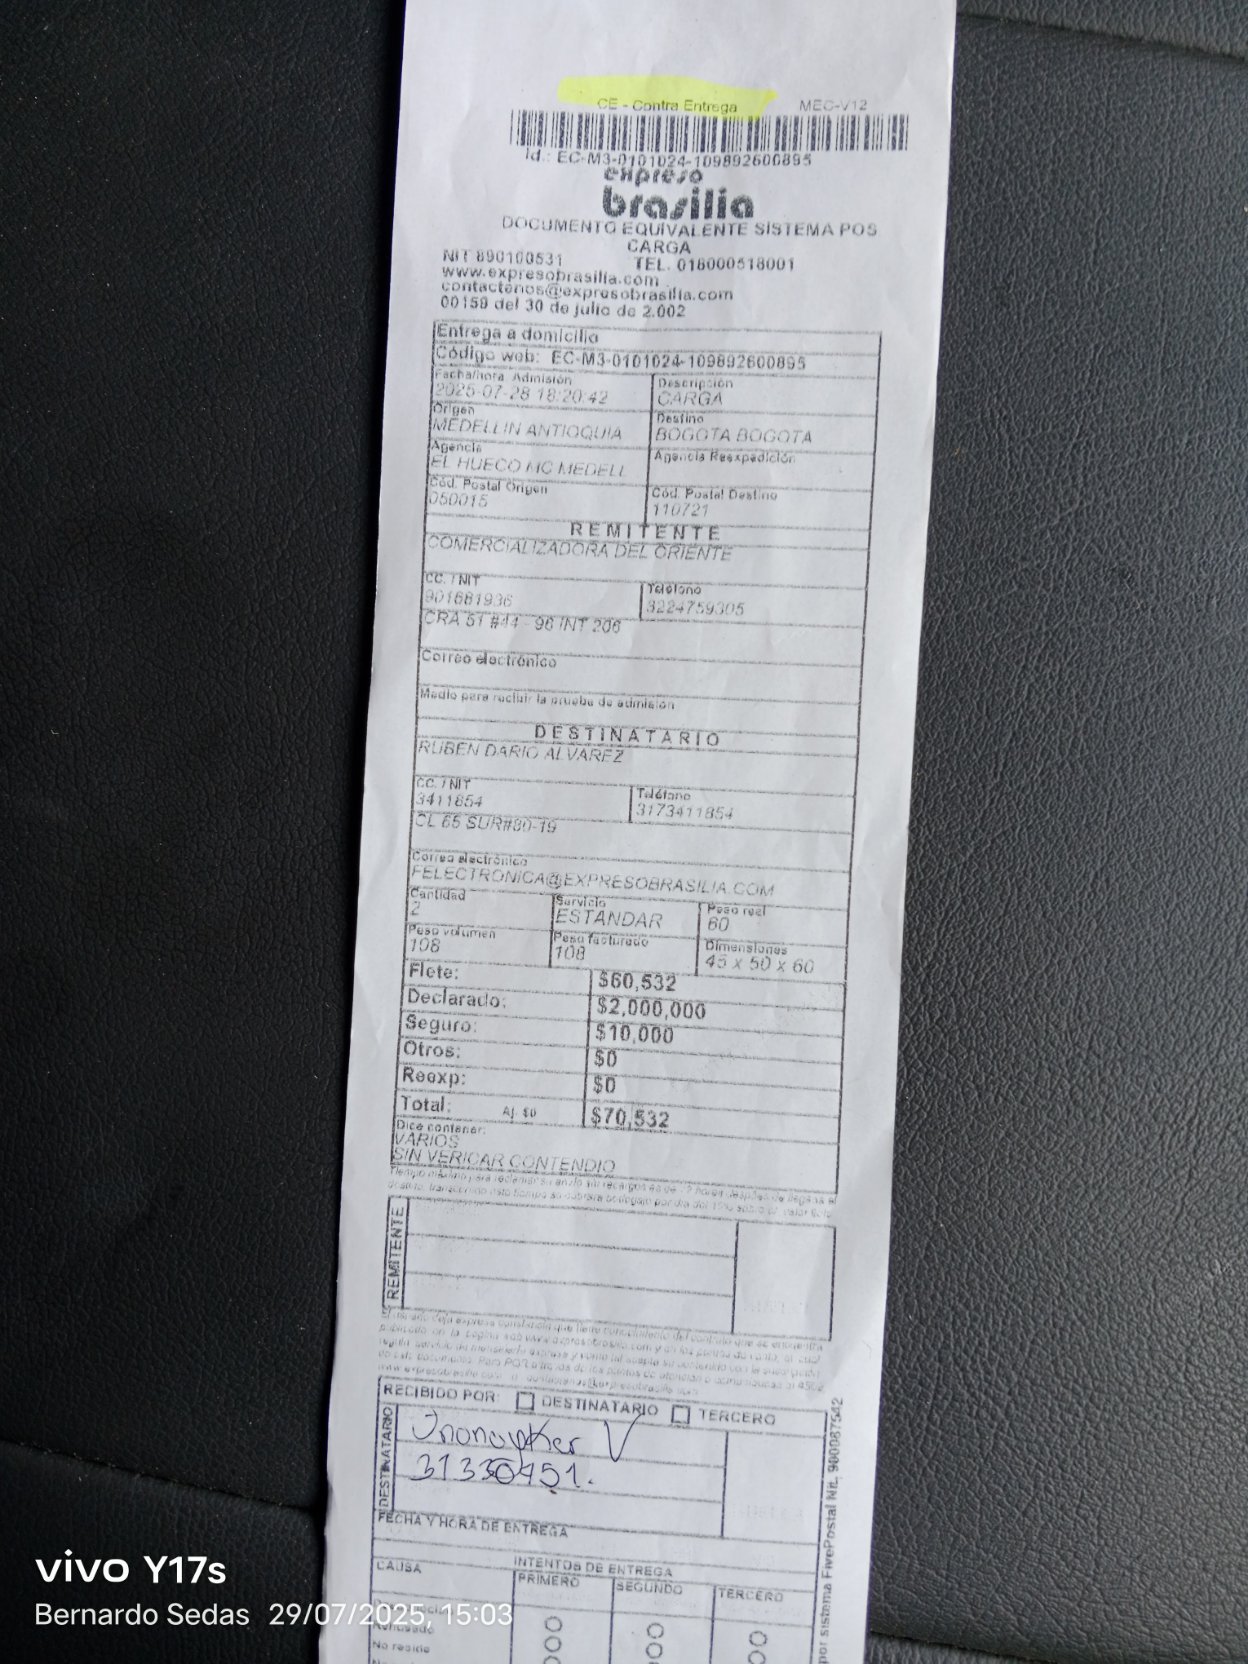 CE - Contra Entrega MEC-V12
Id.: EC-M3-0101024-109892600895
expreso
brasilia
DOCUMENTO EQUIVALENTE SISTEMA POS
CARGA
NIT 890100531 TEL. 018000518001
www.expresobrasilia.com
contactenos@expresobrasilia.com
00159 del 30 de julio de 2.002
Entrega a domicilio
Código web: EC-M3-0101024-109892600895
Fecha/hora Admisión Descripción
2025-07-28 18:20:42 CARGA
Origen Destino
MEDELLIN ANTIOQUIA BOGOTA BOGOTA
Agencia Agencia Reexpedición
EL HUECO MC MEDELL
Cód. Postal Origen Cód. Postal Destino
050015 110721
REMITENTE
COMERCIALIZADORA DEL ORIENTE
CC. / NIT Teléfono
901681936 3224759305
CRA 51 #44 - 96 INT 206
Correo electrónico
Medio para recibir la prueba de admisión
DESTINATARIO
RUBEN DARIO ALVAREZ
CC. / NIT Teléfono
3411854 3173411854
CL 65 SUR#80-19
Correo electrónico
FELECTRONICA@EXPRESOBRASILIA.COM
Cantidad Servicio Peso real
2 ESTANDAR 60
Peso volumen Peso facturado Dimensiones
108 108 45 x 50 x 60
Flete: $60,532
Declarado: $2,000,000
Seguro: $10,000
Otros: $0
Reexp: $0
Total: Aj. $0 $70,532
Dice contener:
VARIOS
SIN VERICAR CONTENDIO
REMITENTE
RECIBIDO POR: DESTINATARIO TERCERO
DESTINATARIO
V
FECHA Y HORA DE ENTREGA
CAUSA INTENTOS DE ENTREGA
PRIMERO SEGUNDO TERCERO
Rehusado
No reside
por sistema FivePostal Nit. 900087542
vivo Y17s
Bernardo Sedas 29/07/2025, 15:03